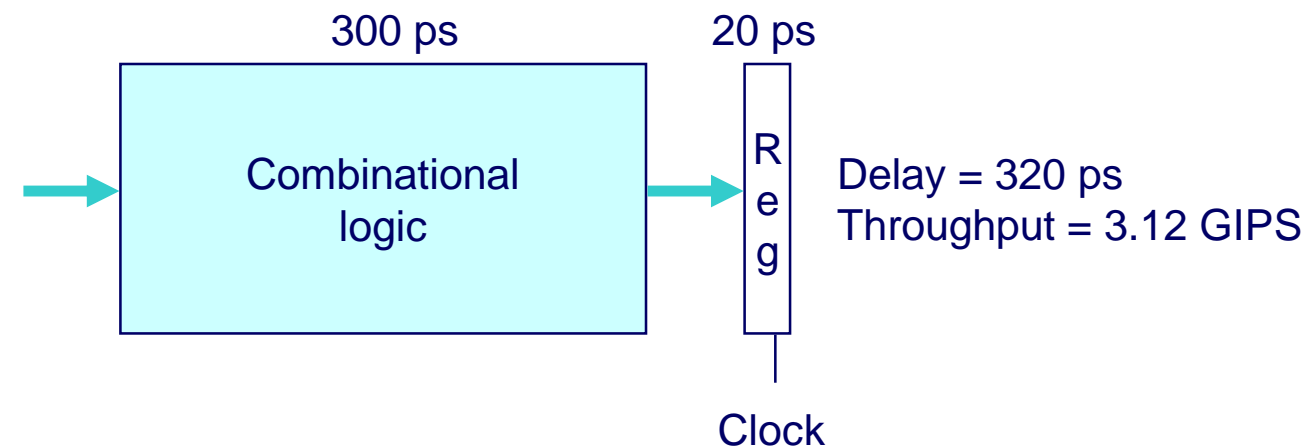 300 ps
20 ps
Combinational
logic
R
e
g
Delay = 320 ps
Throughput = 3.12 GIPS
Clock